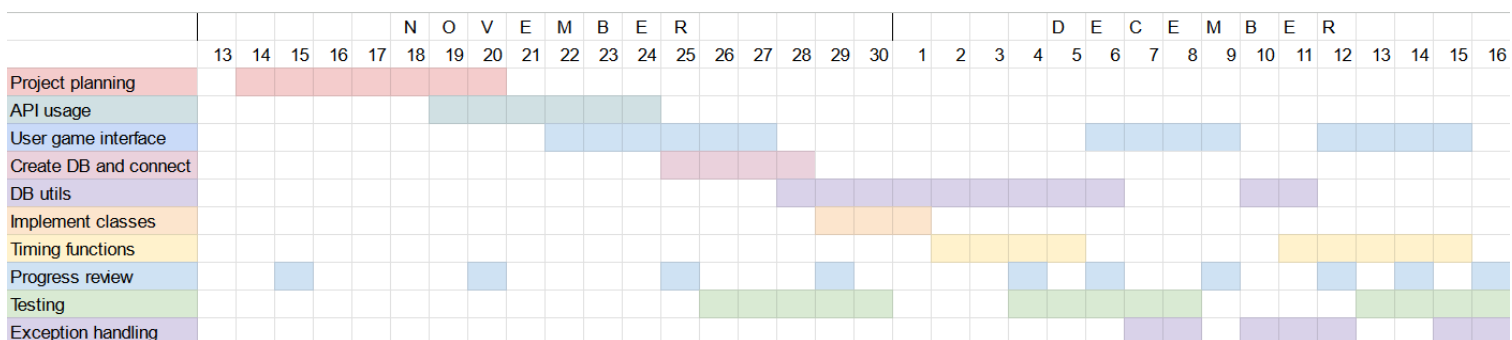 N O V E M B E R D E C E M B E R
13 14 15 16 17 18 19 20 21 22 23 24 25 26 27 28 29 30 1 2 3 4 5 6 7 8 9 10 11 12 13 14 15 16
Project planning
API usage
User game interface
Create DB and connect
DB utils
Implement classes
Timing functions
Progress review
Testing
Exception handling